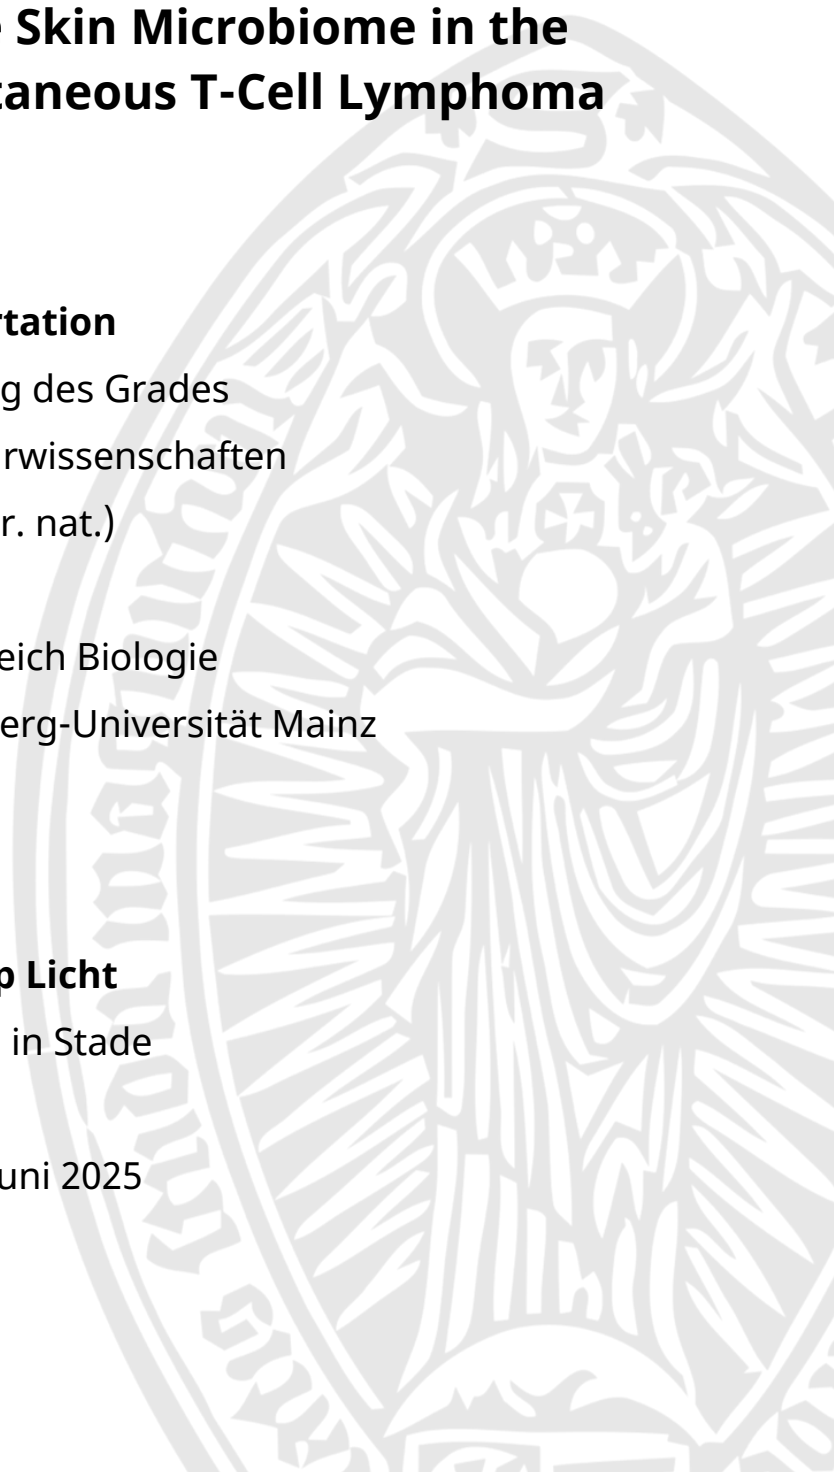 e Skin Microbiome in the
taneous T-Cell Lymphoma
rtation
g des Grades
rwissenschaften
r. nat.)
eich Biologie
erg-Universität Mainz
p Licht
in Stade
uni 2025